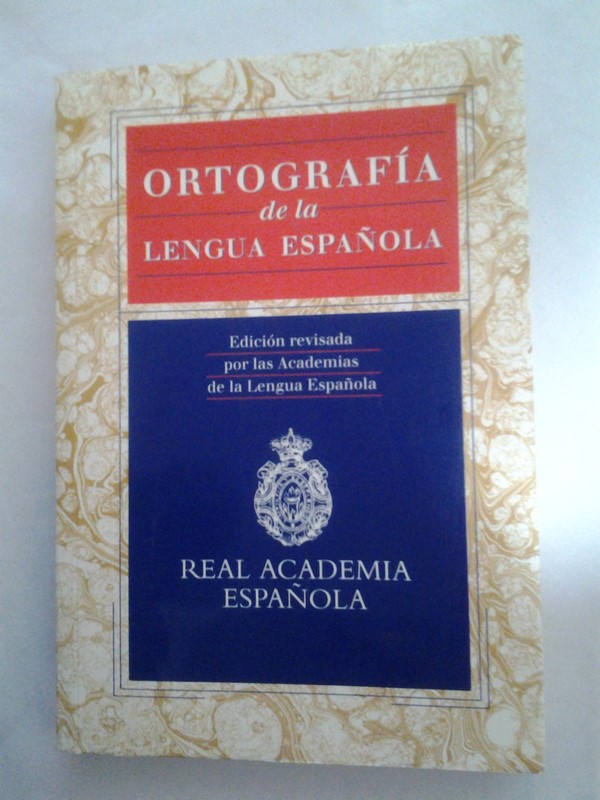 ORTOGRAFÍA
de la
LENGUA ESPAÑOLA
Edición revisada
por las Academias
de la Lengua Española
REAL ACADEMIA
ESPAÑOLA